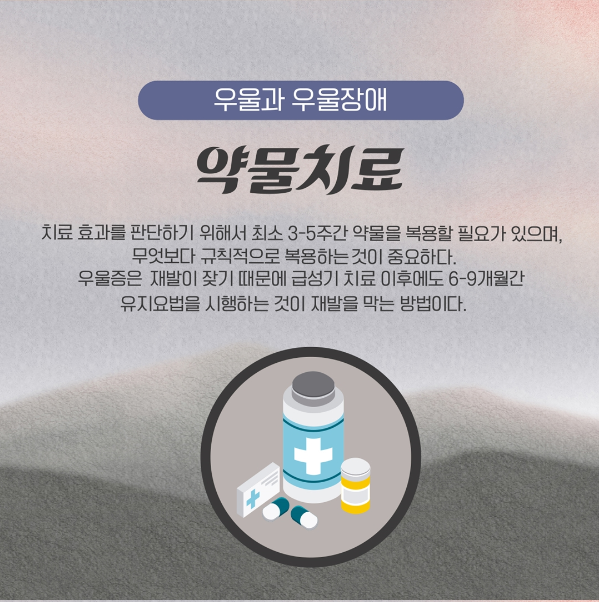 우울과 우울장애
약물치료
치료 효과를 판단하기 위해서 최소 3-5주간 약물을 복용할 필요가 있으며,
무엇보다 규칙적으로 복용하는것이 중요하다.
우울증은 재발이 잦기 때문에 급성기 치료 이후에도 6-9개월간
유지요법을 시행하는 것이 재발을 막는 방법이다.